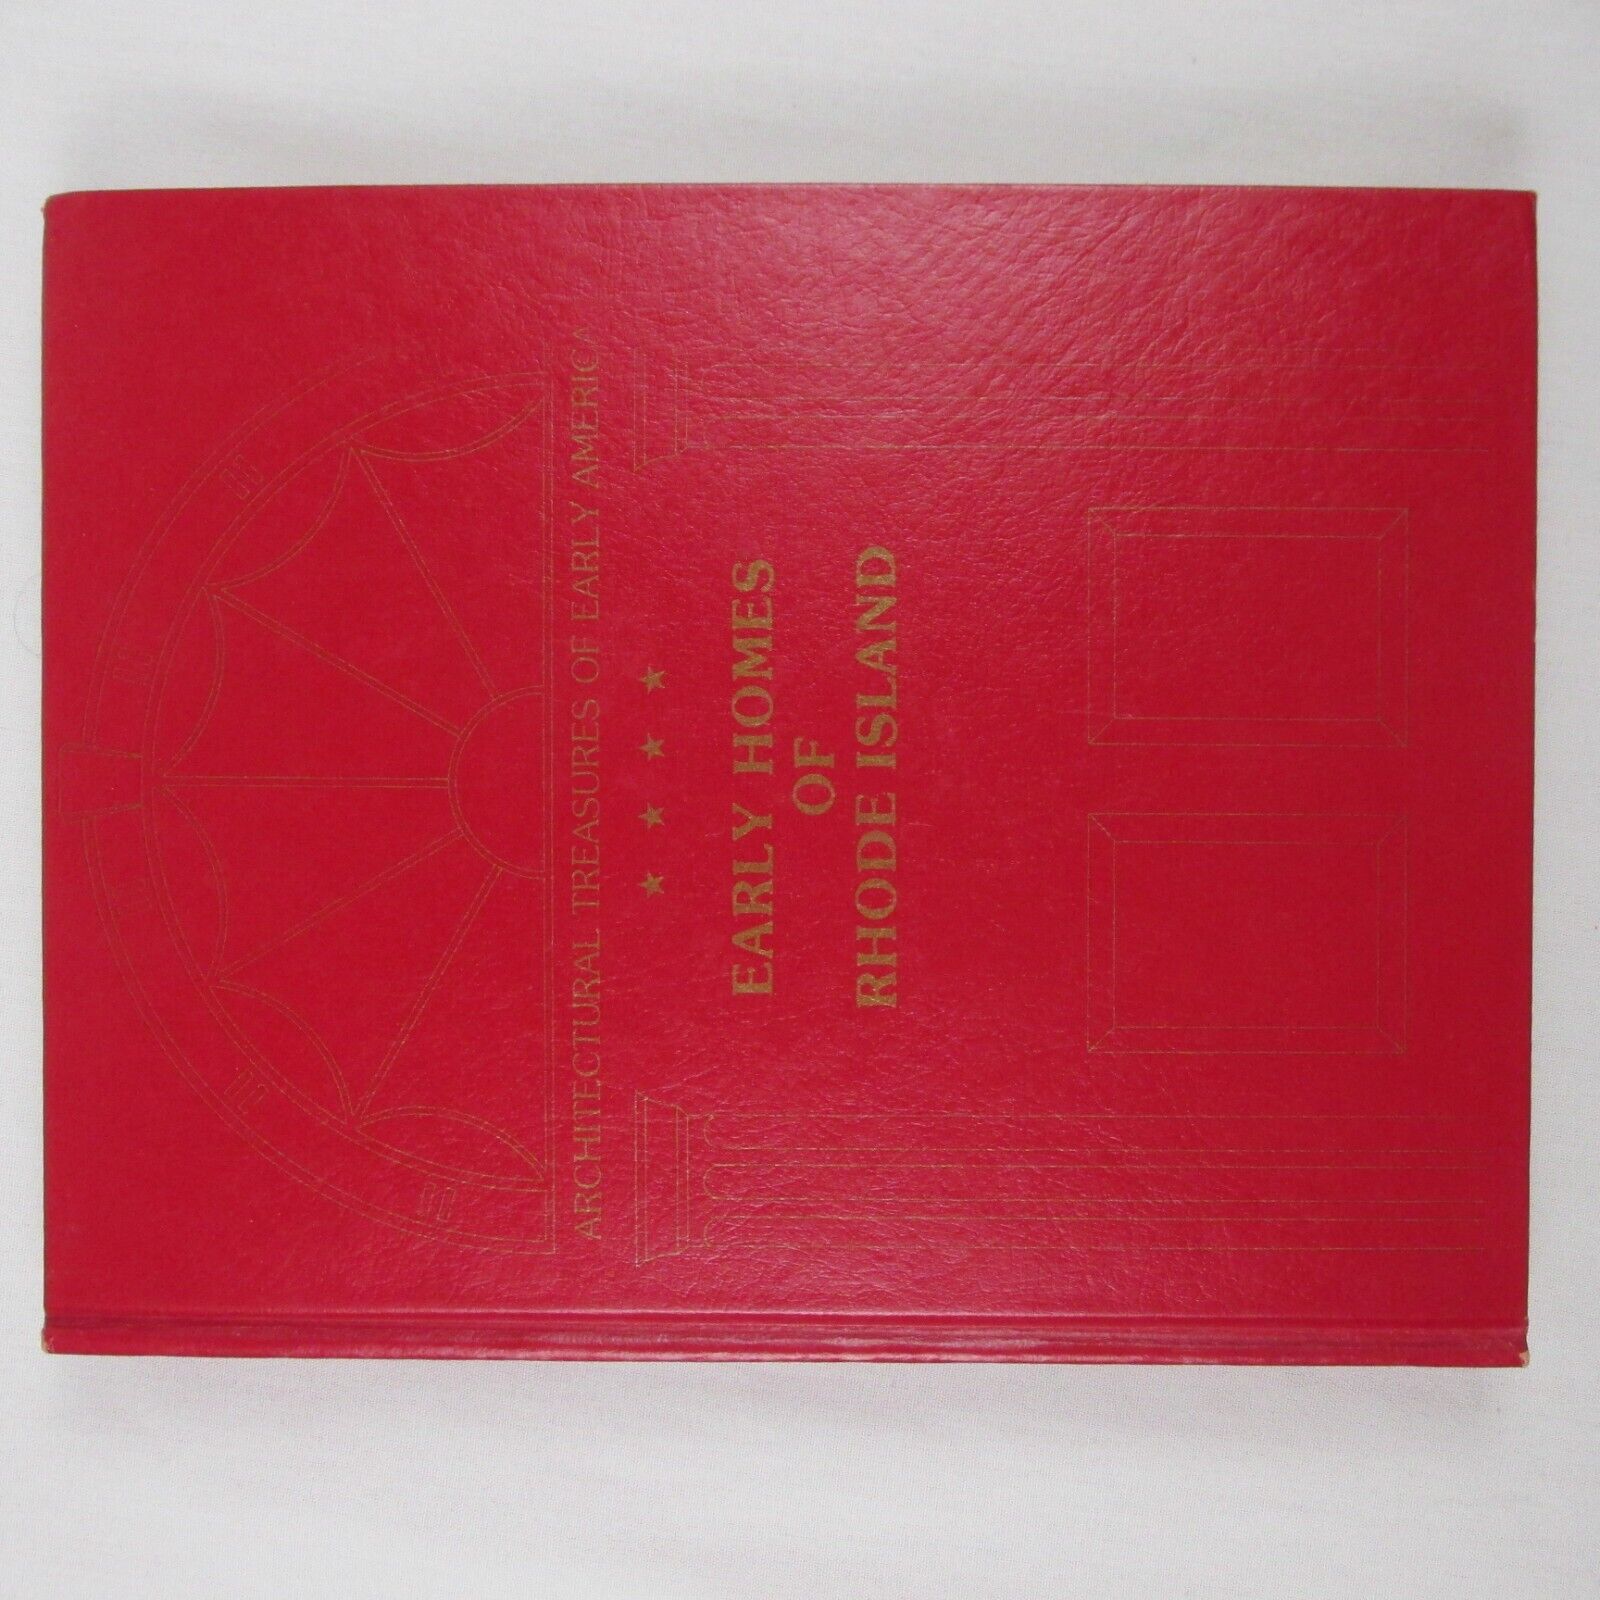 ARCHITECTURAL TREASURES OF EARLY AMERICA
EARLY HOMES
OF
RHODE ISLAND